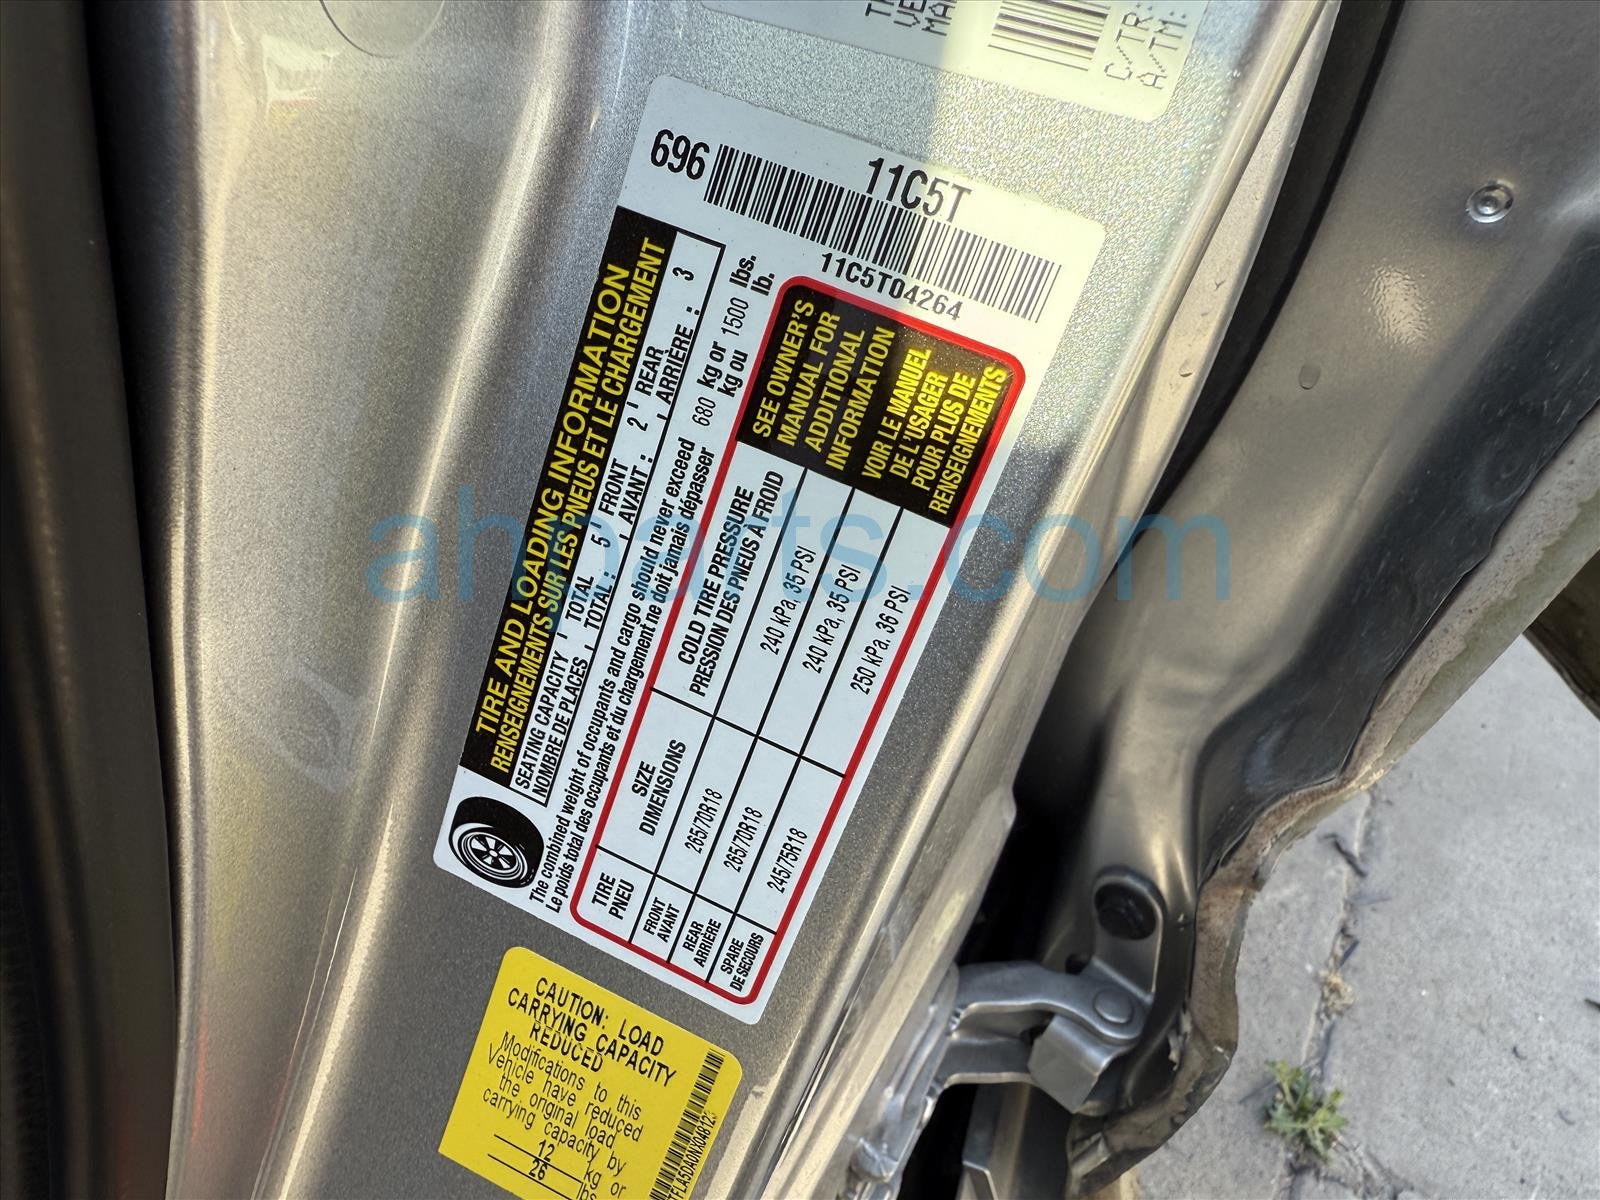 C/TR:
A/TM:
696
11C5T
11C5T04264
TIRE AND LOADING INFORMATION
RENSEIGNEMENTS SUR LES PNEUS ET LE CHARGEMENT
SEATING CAPACITY TOTAL 5 FRONT 2 REAR 3
NOMBRE DE PLACES TOTAL : AVANT : ARRIÈRE :
The combined weight of occupants and cargo should never exceed 680 kg or 1500 lbs.
Le poids total des occupants et du chargement ne doit jamais dépasser kg ou lb.
TIRE SIZE COLD TIRE PRESSURE
PNEU DIMENSIONS PRESSION DES PNEUS À FROID
FRONT
AVANT
265/70R18 240 kPa, 35 PSI
REAR
ARRIÈRE
265/70R18 240 kPa, 35 PSI
SPARE
DE SECOURS
245/75R18 250 kPa. 36 PSI
SEE OWNER'S
MANUAL FOR
ADDITIONAL
INFORMATION
VOIR LE MANUEL
DE L'USAGER
POUR PLUS DE
RENSEIGNEMENTS
CAUTION: LOAD
CARRYING CAPACITY
REDUCED
Modifications to this
Vehicle have reduced
the original load
carrying capacity by
12 kg or
26 lbs
ahparts.com